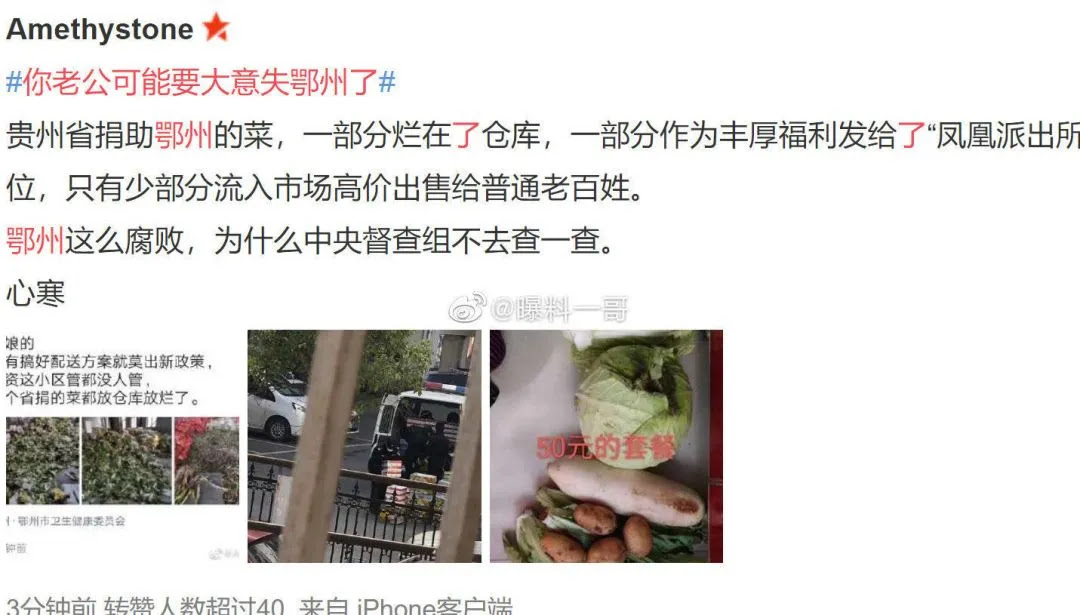 Amethystone
#你老公可能要大意失鄂州了#
贵州省捐助鄂州的菜，一部分烂在了仓库，一部分作为丰厚福利发给了“凤凰派出所
位，只有少部分流入市场高价出售给普通老百姓。
鄂州这么腐败，为什么中央督查组不去查一查。
心寒
@曝料一哥
娘的
有搞好配送方案就莫出新政策，
资这小区管都没人管，
个省捐的菜都放仓库放烂了。
50元的套餐
·鄂州市卫生健康委员会
钟前
3分钟前 转赞人数超过40 来自 iPhone客户端